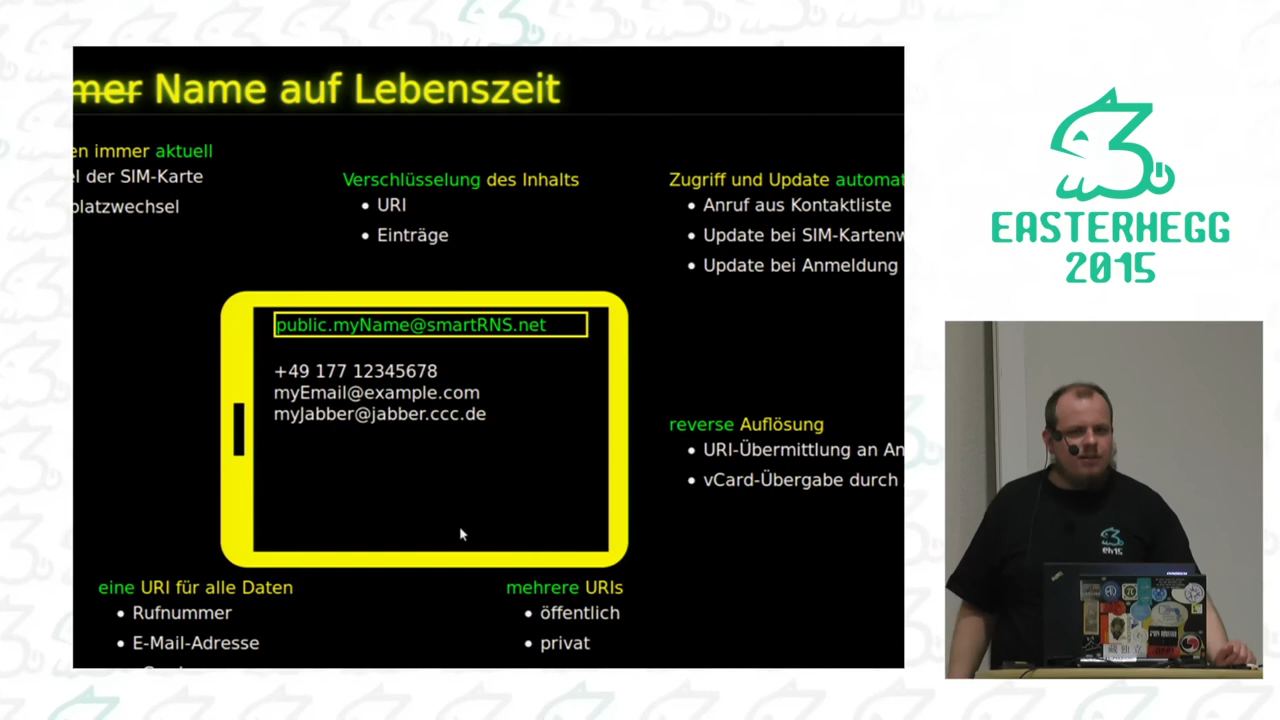 mer Name auf Lebenszeit
en immer aktuell
el der SIM-Karte
platzwechsel
Verschlüsselung des Inhalts
• URI
• Einträge
Zugriff und Update automat
• Anruf aus Kontaktliste
• Update bei SIM-Kartenw
• Update bei Anmeldung
public.myName@smartRNS.net
+49 177 12345678
myEmail@example.com
myJabber@jabber.ccc.de
reverse Auflösung
• URI-Übermittlung an An
• vCard-Übergabe durch
eine URI für alle Daten
• Rufnummer
• E-Mail-Adresse
mehrere URIs
• öffentlich
• privat
EASTERHEGG
2015
eh15